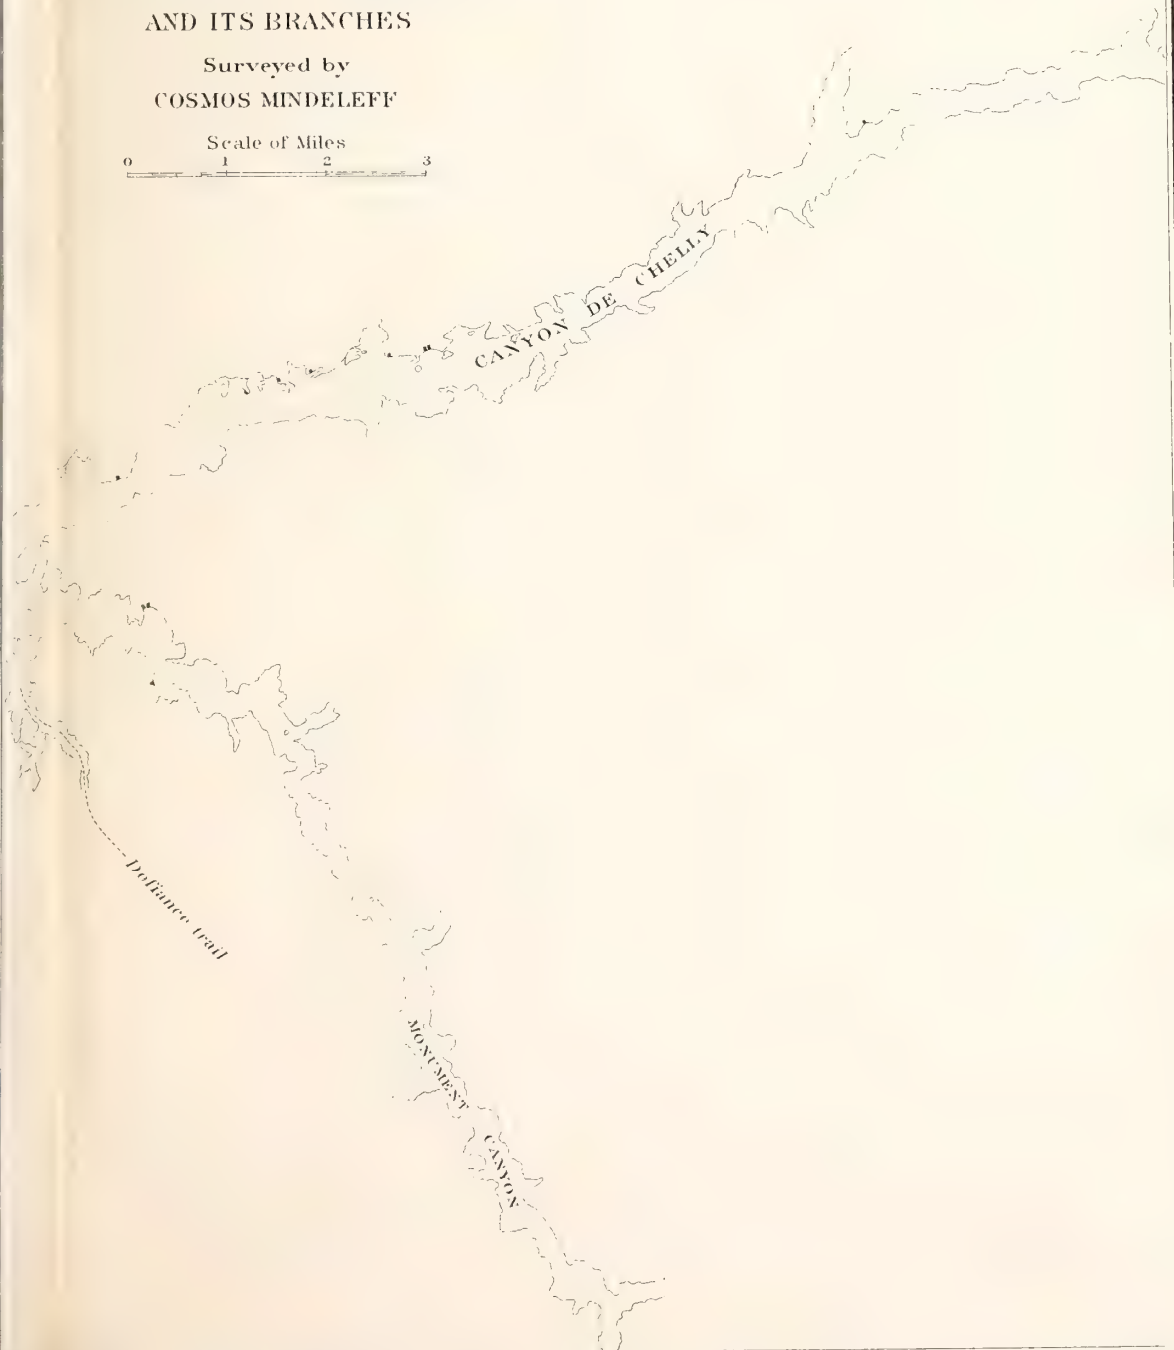 AND ITS BRANCHES
Surveyed by
COSMOS MINDELEFF
Scale of Miles
0 1 2 3
CANYON DE CHELLY
Defiance trail
MONUMENT CANYON